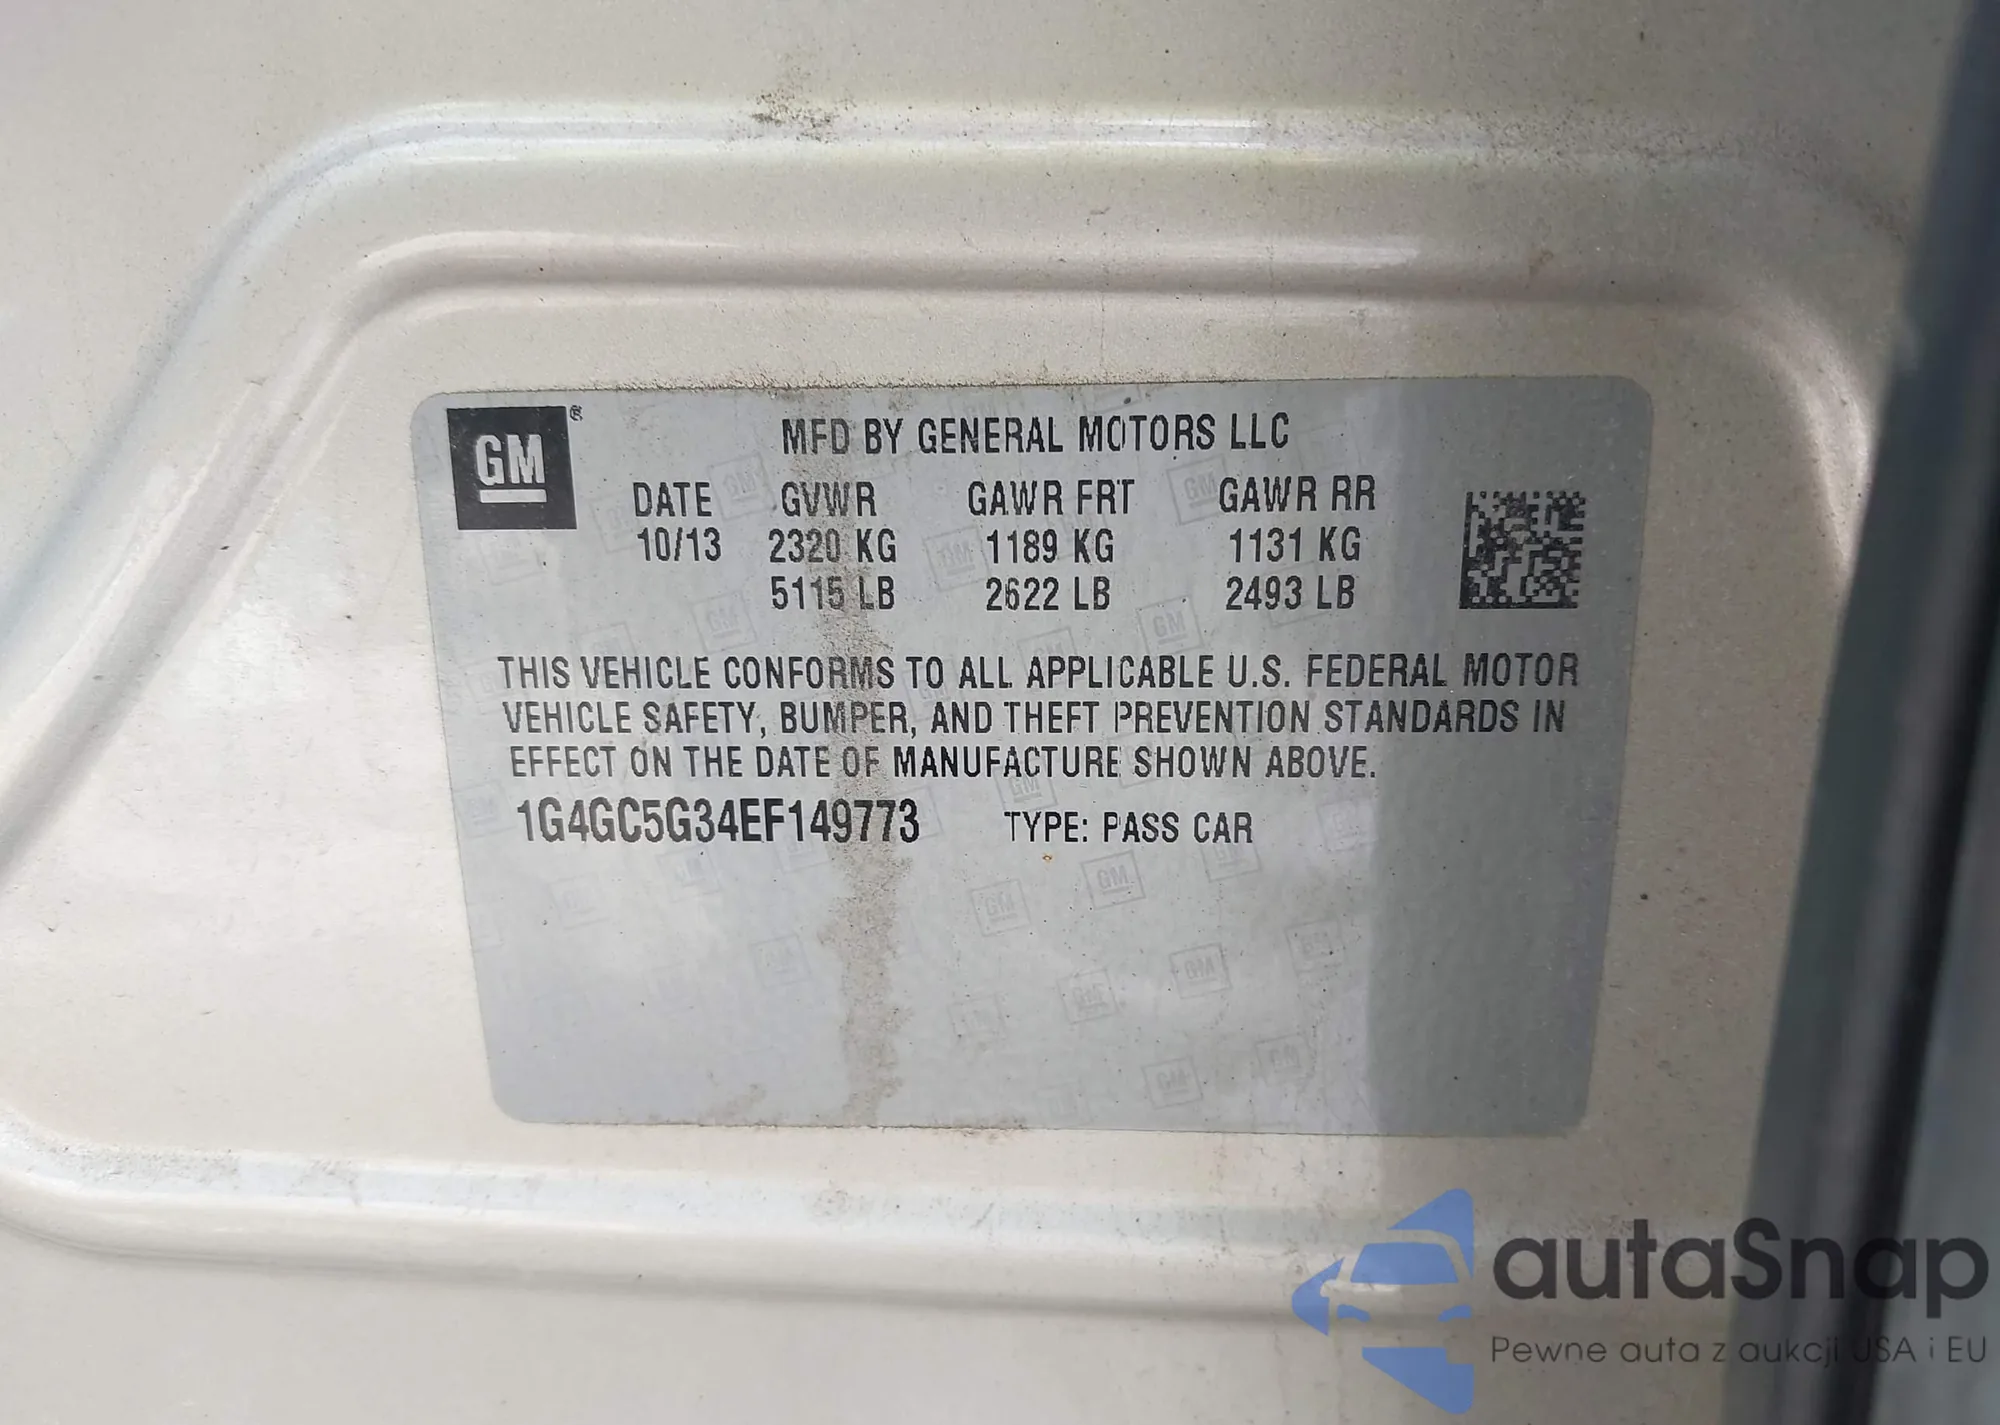 GM ®
MFD BY GENERAL MOTORS LLC
DATE GVWR GAWR FRT GAWR RR
10/13 2320 KG 1189 KG 1131 KG
5115 LB 2622 LB 2493 LB
THIS VEHICLE CONFORMS TO ALL APPLICABLE U.S. FEDERAL MOTOR
VEHICLE SAFETY, BUMPER, AND THEFT PREVENTION STANDARDS IN
EFFECT ON THE DATE OF MANUFACTURE SHOWN ABOVE.
1G4GC5G34EF149773 TYPE: PASS CAR
autaSnap
Pewne auta z aukcji USA i EU